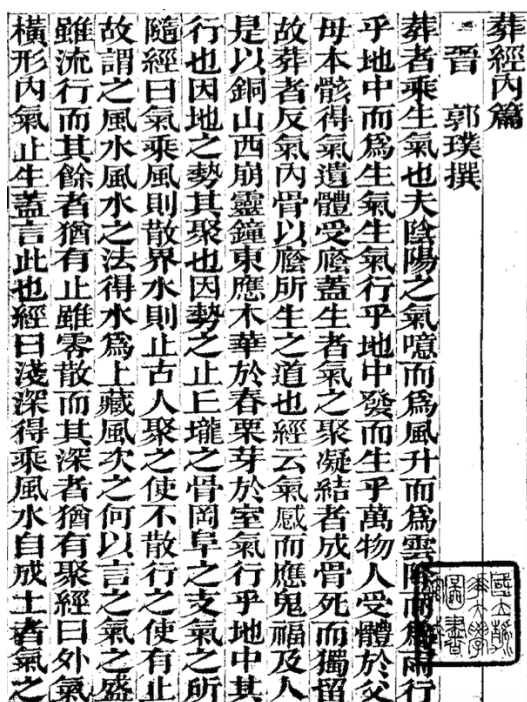 葬經内篇
晉 郭璞撰
葬者乘生氣也夫陰陽之氣噫而爲風升而爲雲降而爲雨行
乎地中而爲生氣生氣行乎地中發而生乎萬物人受體於父
母本骸得氣遺體受廕蓋生者氣之聚凝結者成骨死而獨留
故葬者反氣内骨以廕所生之道也經云氣感而應鬼福及人
是以銅山西崩靈鐘東應木華於春栗芽於室氣行乎地中其
行也因地之勢其聚也因勢之止丘壠之骨岡阜之支氣之所
隨經曰氣乘風則散界水則止古人聚之使不散行之使有止
故謂之風水風水之法得水爲上藏風次之何以言之氣之盛
雖流行而其餘者猶有止雖零散而其深者猶有聚經曰外氣
橫形内氣止生蓋言此也經曰淺深得乘風水自成土者氣之